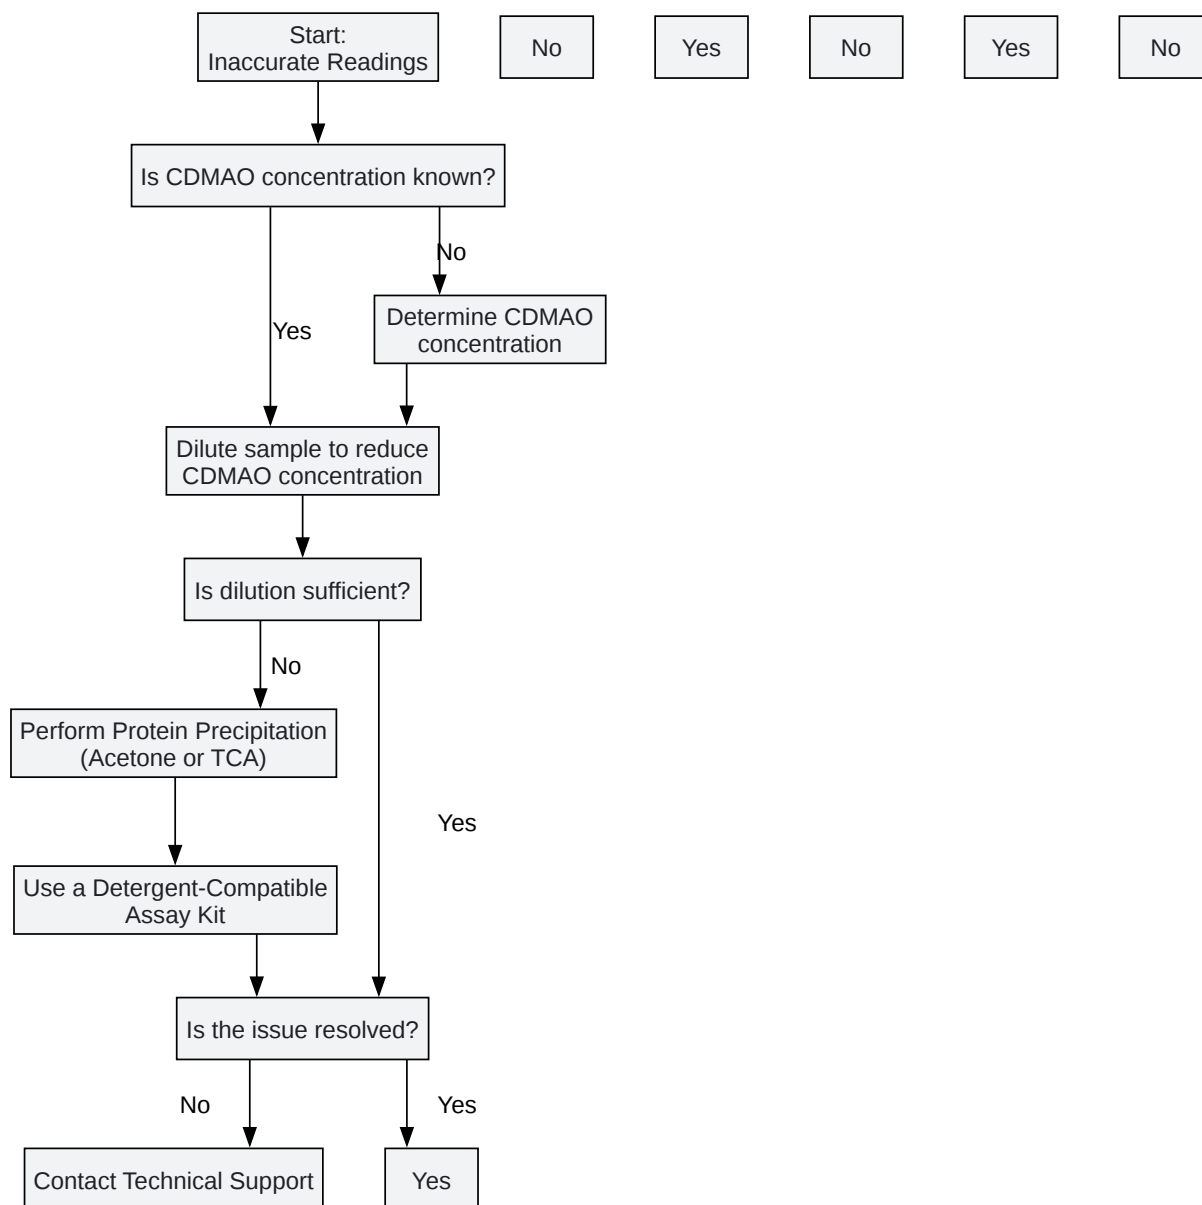 Start:
Inaccurate Readings
No
Yes
No
Yes
No
Is CDMAO concentration known?
No
Yes
Determine CDMAO
concentration
Dilute sample to reduce
CDMAO concentration
Is dilution sufficient?
No
Perform Protein Precipitation
(Acetone or TCA)
Yes
Use a Detergent-Compatible
Assay Kit
Is the issue resolved?
No
Yes
Contact Technical Support
Yes